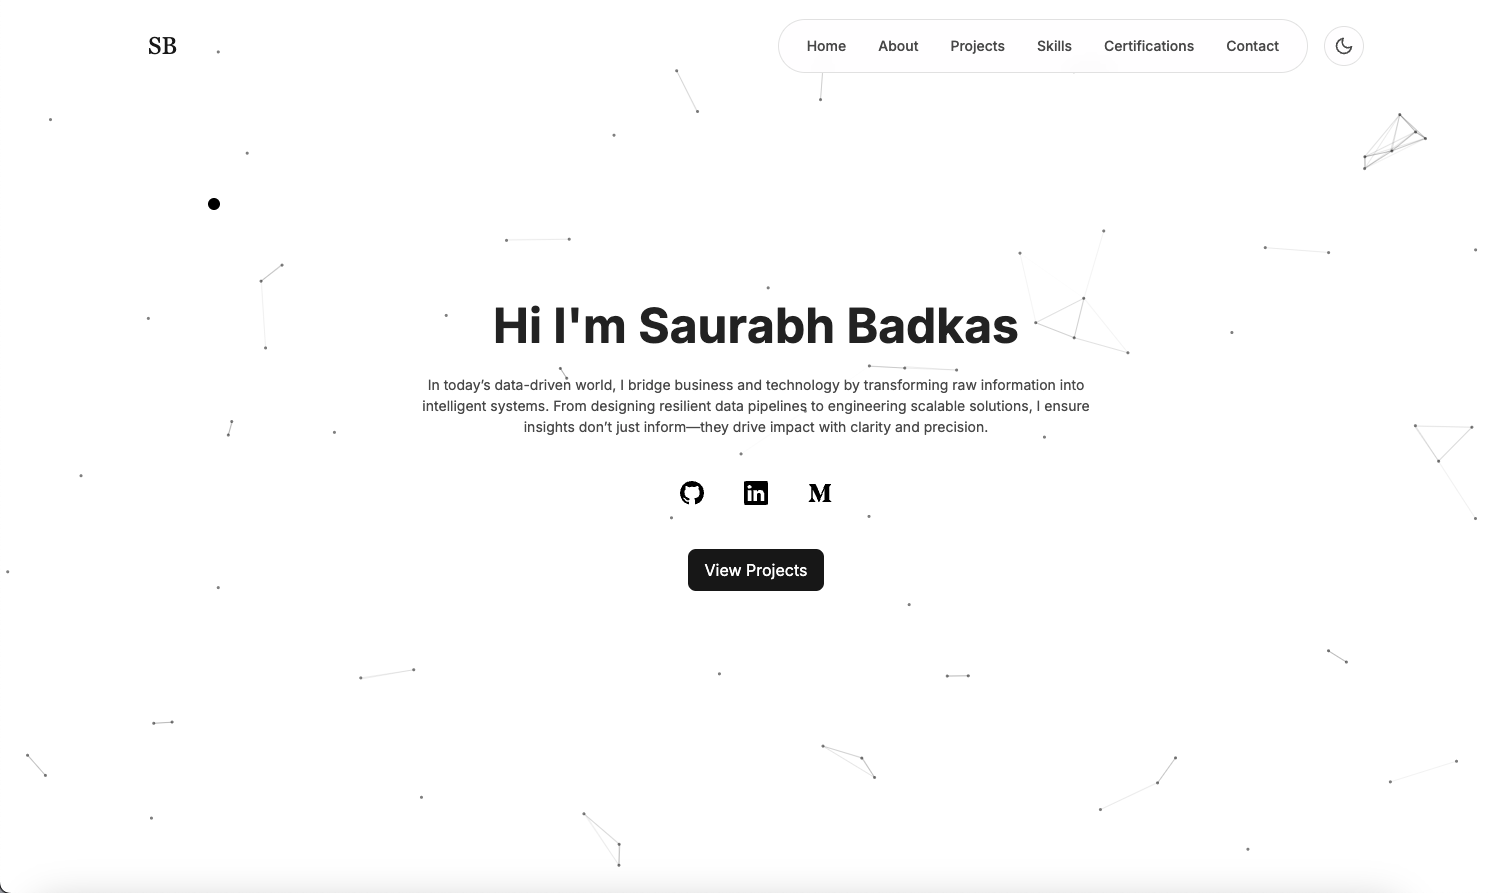 SB
Home About Projects Skills Certifications Contact
Hi I'm Saurabh Badkas
In today’s data-driven world, I bridge business and technology by transforming raw information into
intelligent systems. From designing resilient data pipelines to engineering scalable solutions, I ensure
insights don’t just inform—they drive impact with clarity and precision.
in M
View Projects